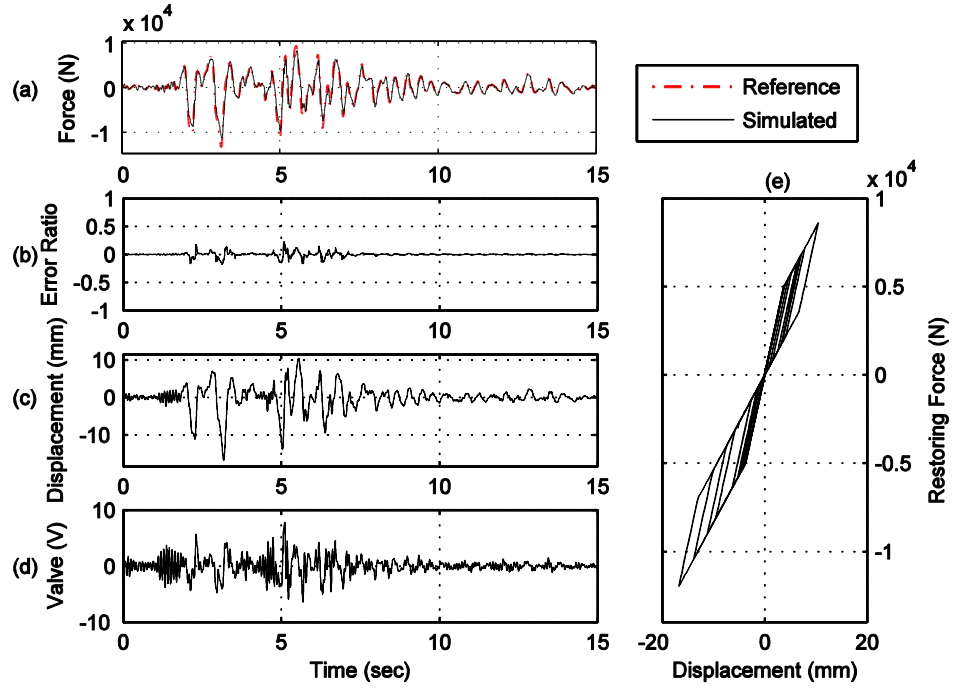 x 10^4
1
0
-1
Force (N)
(a)
0
5
10
15
Reference
Simulated
1
0.5
0
-0.5
-1
Error Ratio
(b)
0
5
10
15
10
0
-10
Displacement (mm)
(c)
0
5
10
15
10
0
-10
Valve (V)
(d)
0
5
10
15
Time (sec)
(e)
x 10^4
1
0.5
0
-0.5
-1
Restoring Force (N)
-20
0
20
Displacement (mm)